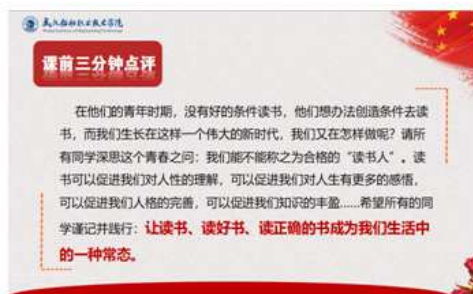 武汉船舶职业技术学院
课前三分钟点评
在他们的青年时期，没有好的条件读书，他们想办法创造条件去读
书，而我们生长在这样一个伟大的新时代，我们又在怎样做呢？请所
有同学深思这个青春之问：我们能不能称之为合格的“读书人”。读
书可以促进我们对人性的理解，可以促进我们对人生有更多的感悟，
可以促进我们人格的完善，可以促进我们知识的丰盈……希望所有的同
学谨记并践行：让读书、读好书、读正确的书成为我们生活中
的一种常态。